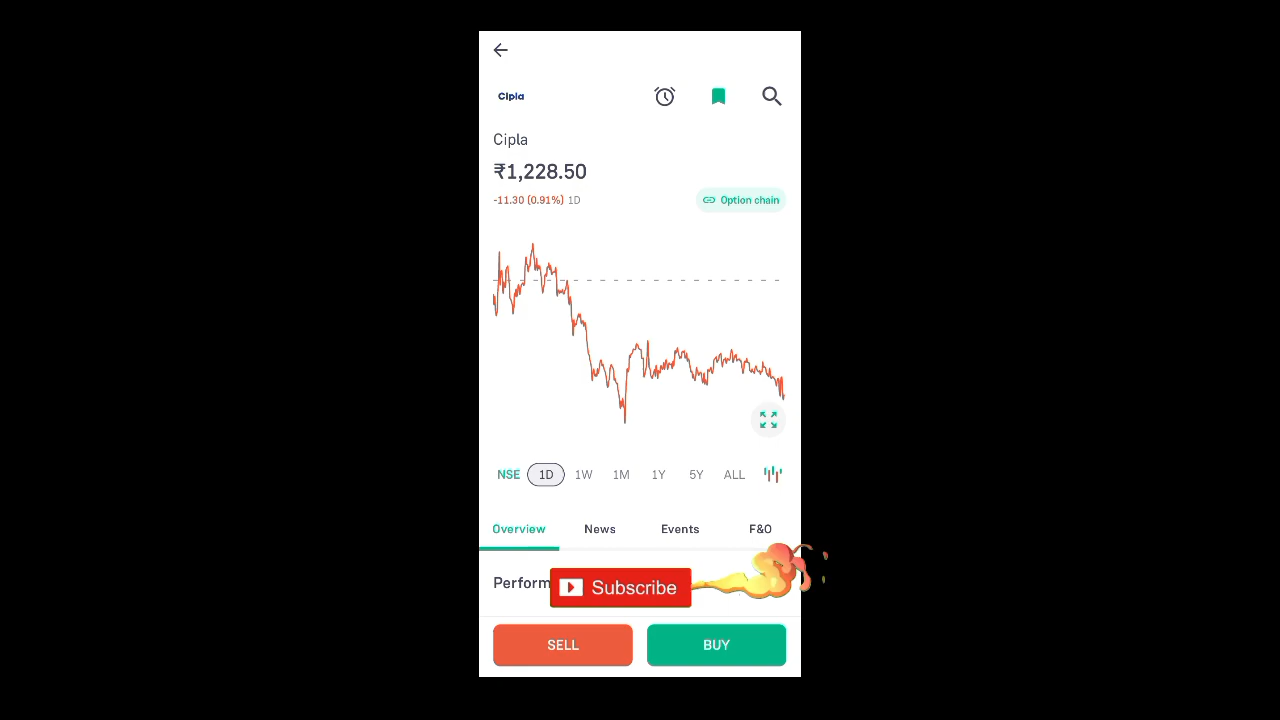 Cipla
Cipla
₹1,228.50
-11.30 (0.91%) 1D
Option chain
NSE 1D 1W 1M 1Y 5Y ALL
Overview News Events F&O
Perform
Subscribe
SELL BUY